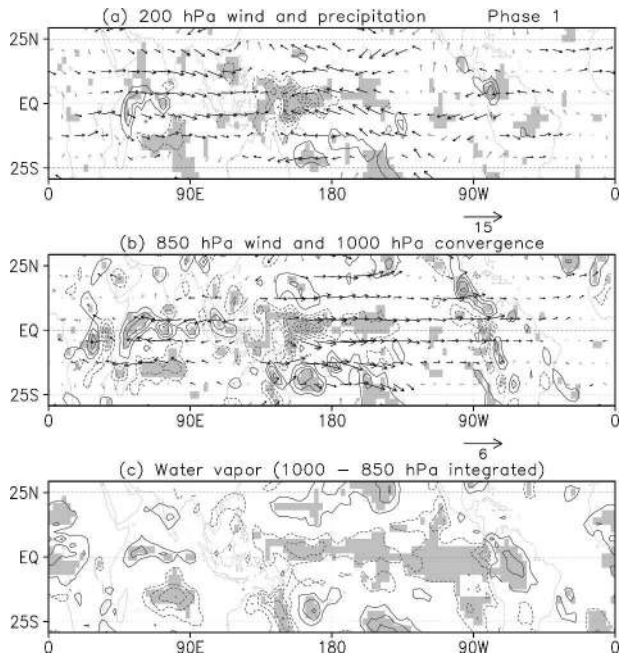 (a) 200 hPa wind and precipitation Phase 1
25N
EQ
25S
0 90E 180 90W 0
15
(b) 850 hPa wind and 1000 hPa convergence
25N
EQ
25S
0 90E 180 90W 0
6
(c) Water vapor (1000 − 850 hPa integrated)
25N
EQ
25S
0 90E 180 90W 0